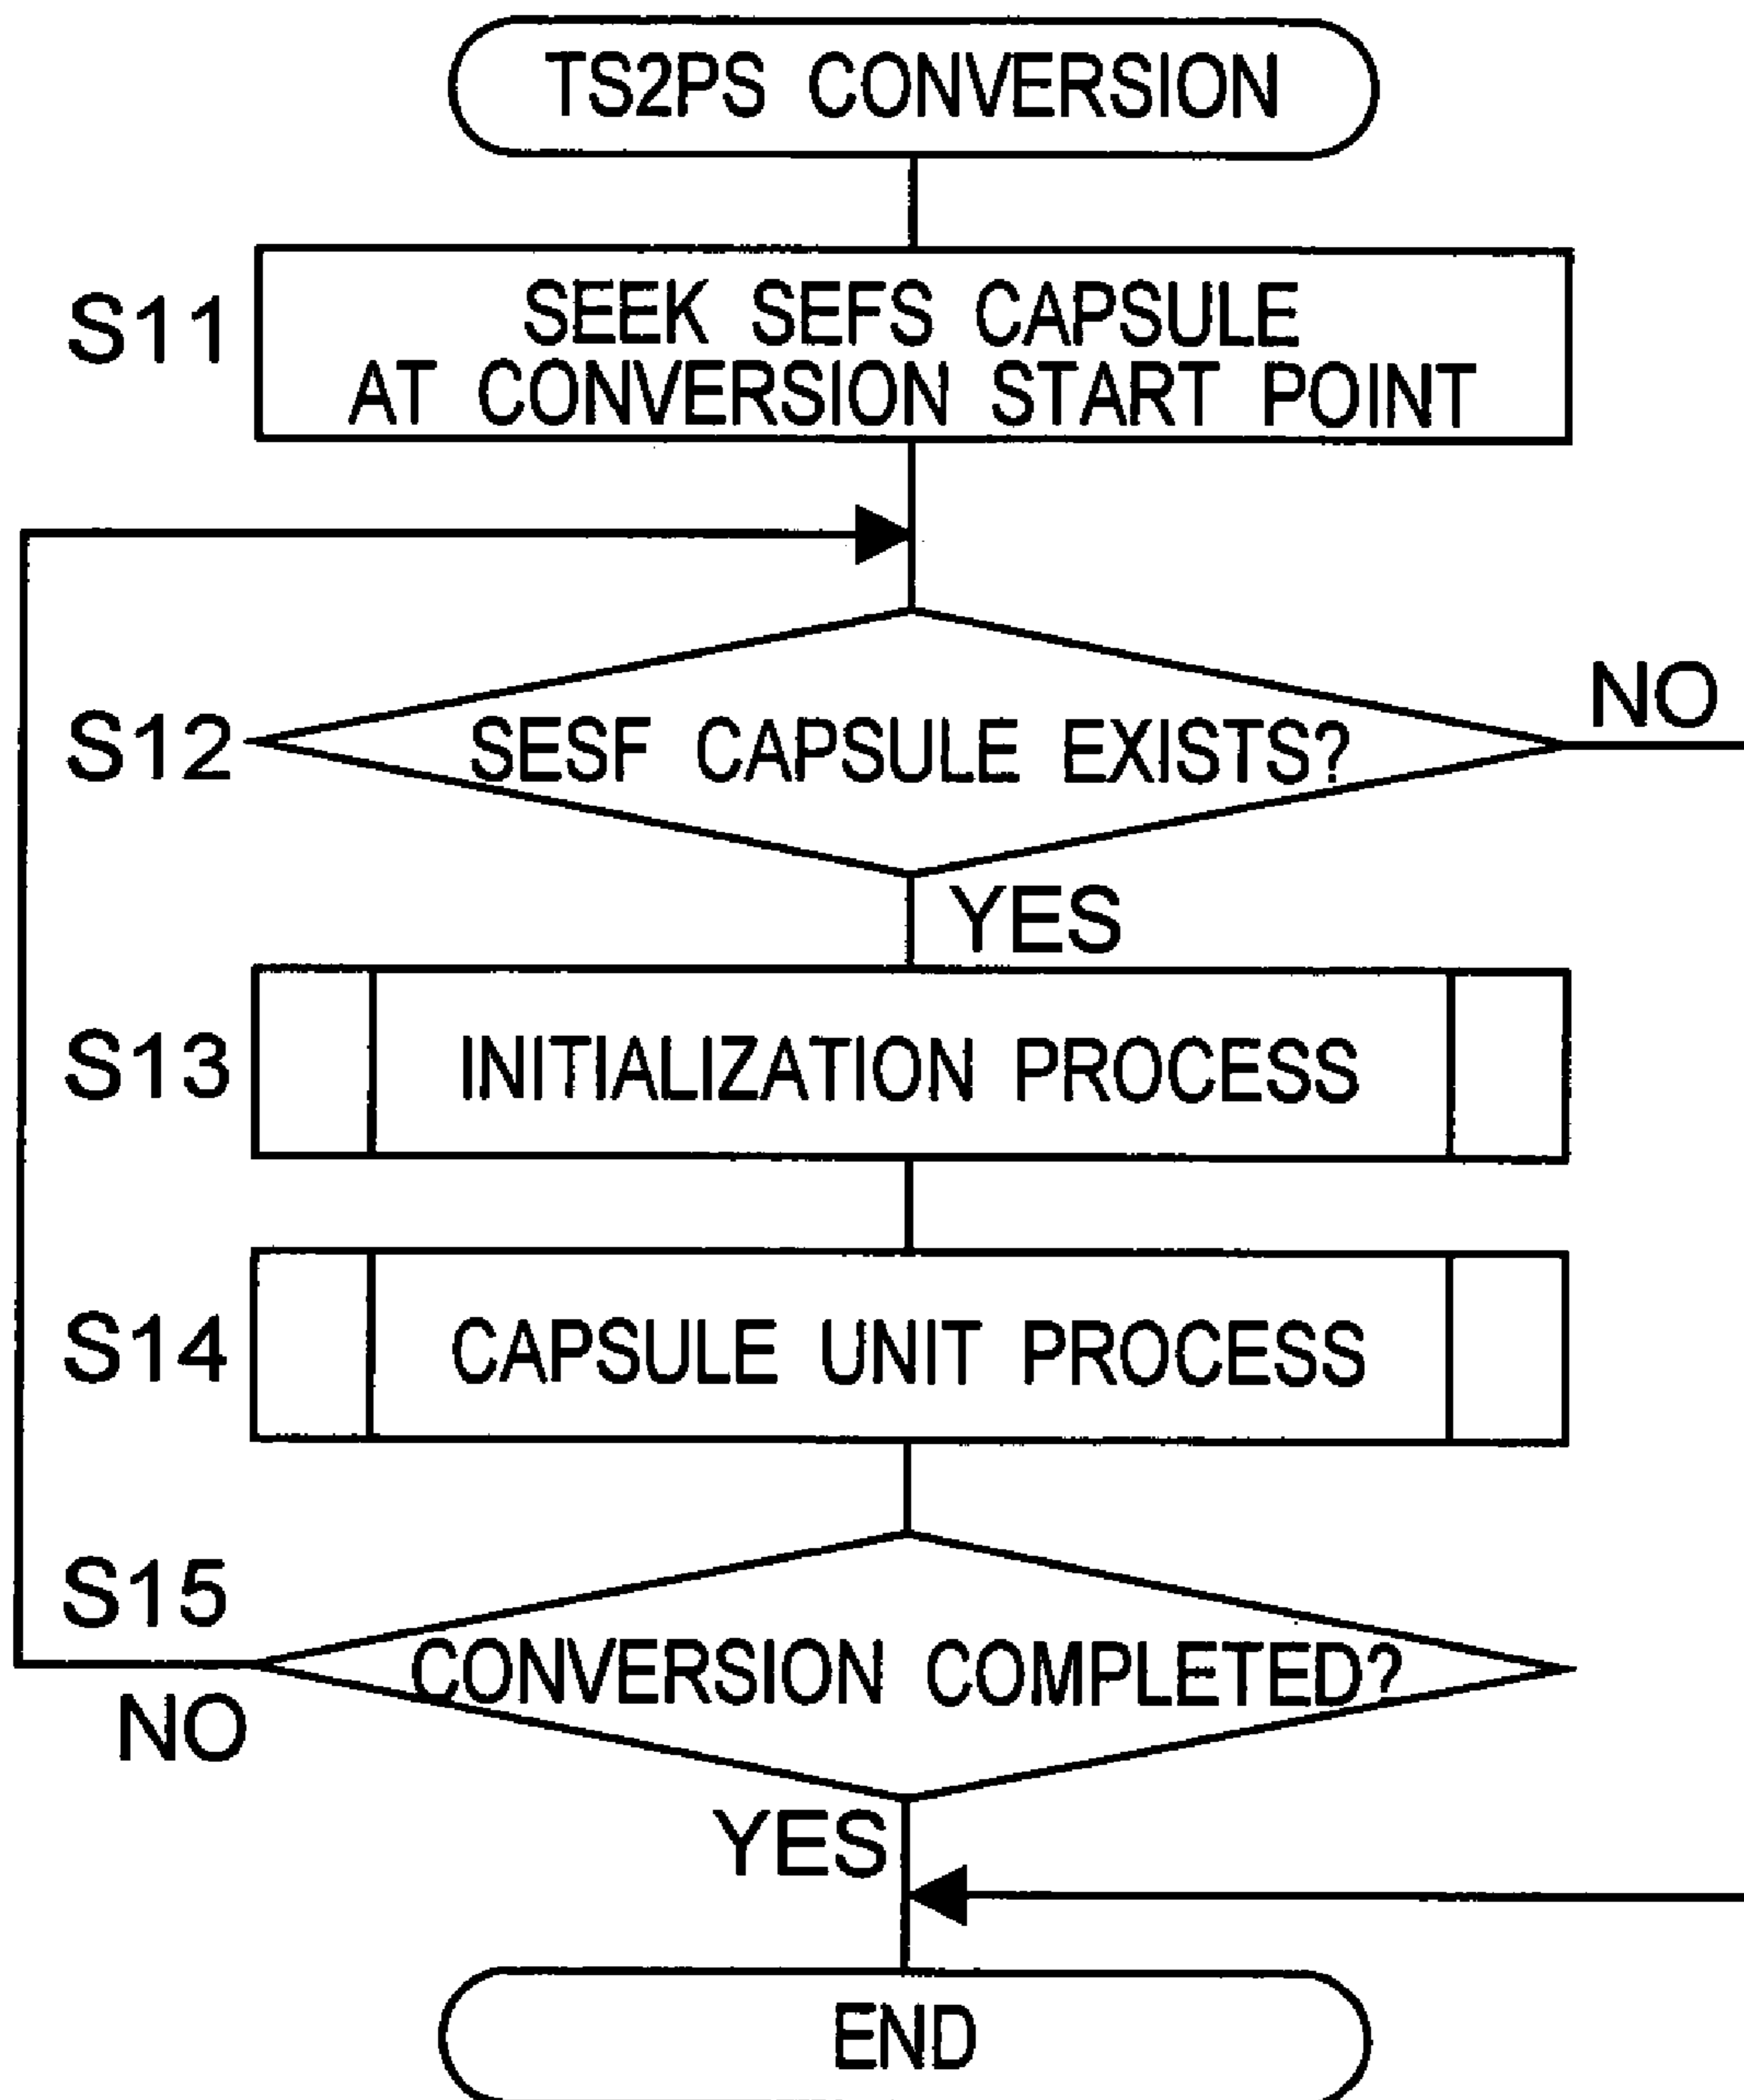 TS2PS CONVERSION
S11
SEEK SEFS CAPSULE
AT CONVERSION START POINT
S12
SESF CAPSULE EXISTS?
NO
YES
S13
INITIALIZATION PROCESS
S14
CAPSULE UNIT PROCESS
S15
CONVERSION COMPLETED?
NO
YES
END